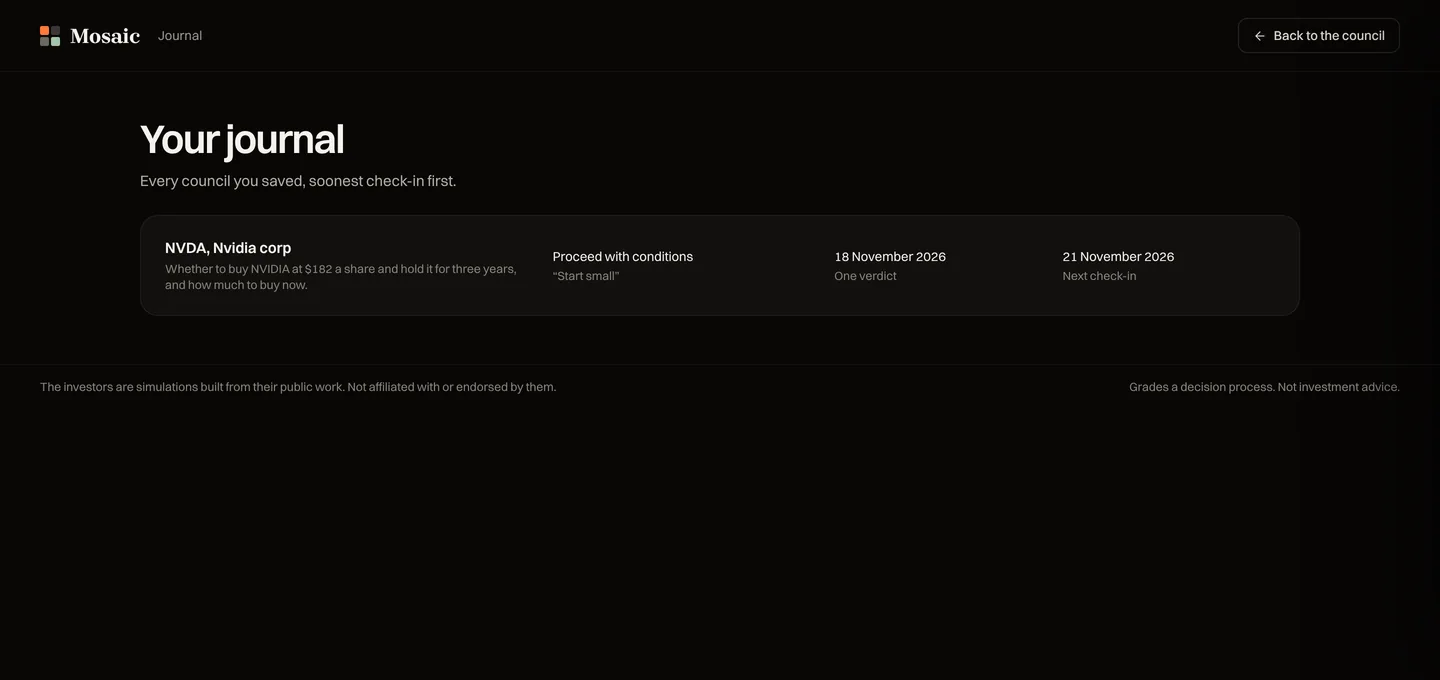 Mosaic
Journal
Back to the council
Your journal
Every council you saved, soonest check-in first.
NVDA, Nvidia corp
Whether to buy NVIDIA at $182 a share and hold it for three years,
and how much to buy now.
Proceed with conditions
“Start small”
18 November 2026
One verdict
21 November 2026
Next check-in
The investors are simulations built from their public work. Not affiliated with or endorsed by them.
Grades a decision process. Not investment advice.